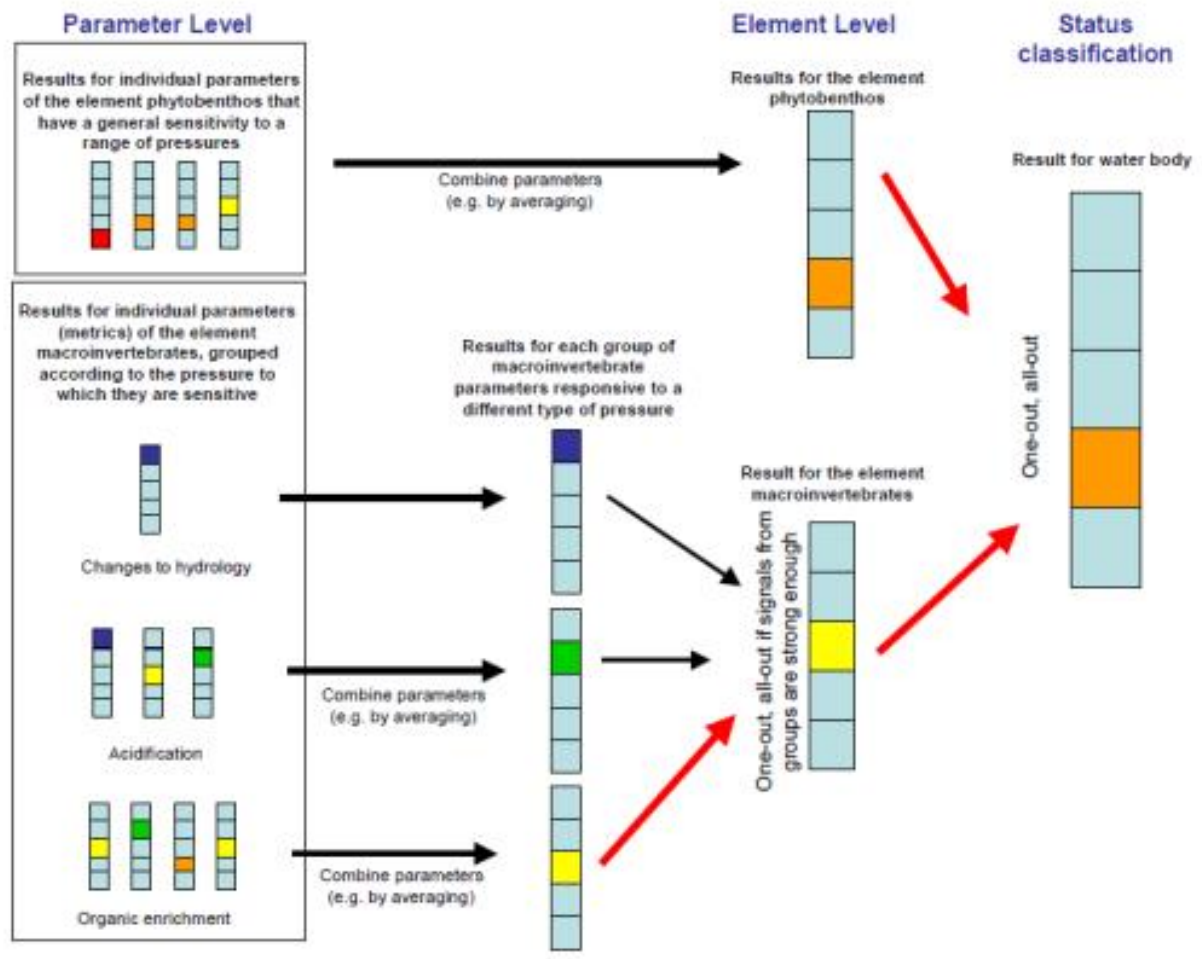 Parameter Level
Element Level
Status
classification
Results for individual parameters
of the element phytobenthos that
have a general sensitivity to a
range of pressures
Combine parameters
(e.g. by averaging)
Results for the element
phytobenthos
Result for water body
One-out, all-out
Results for individual parameters
(metrics) of the element
macroinvertebrates, grouped
according to the pressure to
which they are sensitive
Results for each group of
macroinvertebrate
parameters responsive to a
different type of pressure
Result for the element
macroinvertebrates
One-out, all-out if signals from
groups are strong enough
Changes to hydrology
Combine parameters
(e.g. by averaging)
Acidification
Combine parameters
(e.g. by averaging)
Organic enrichment